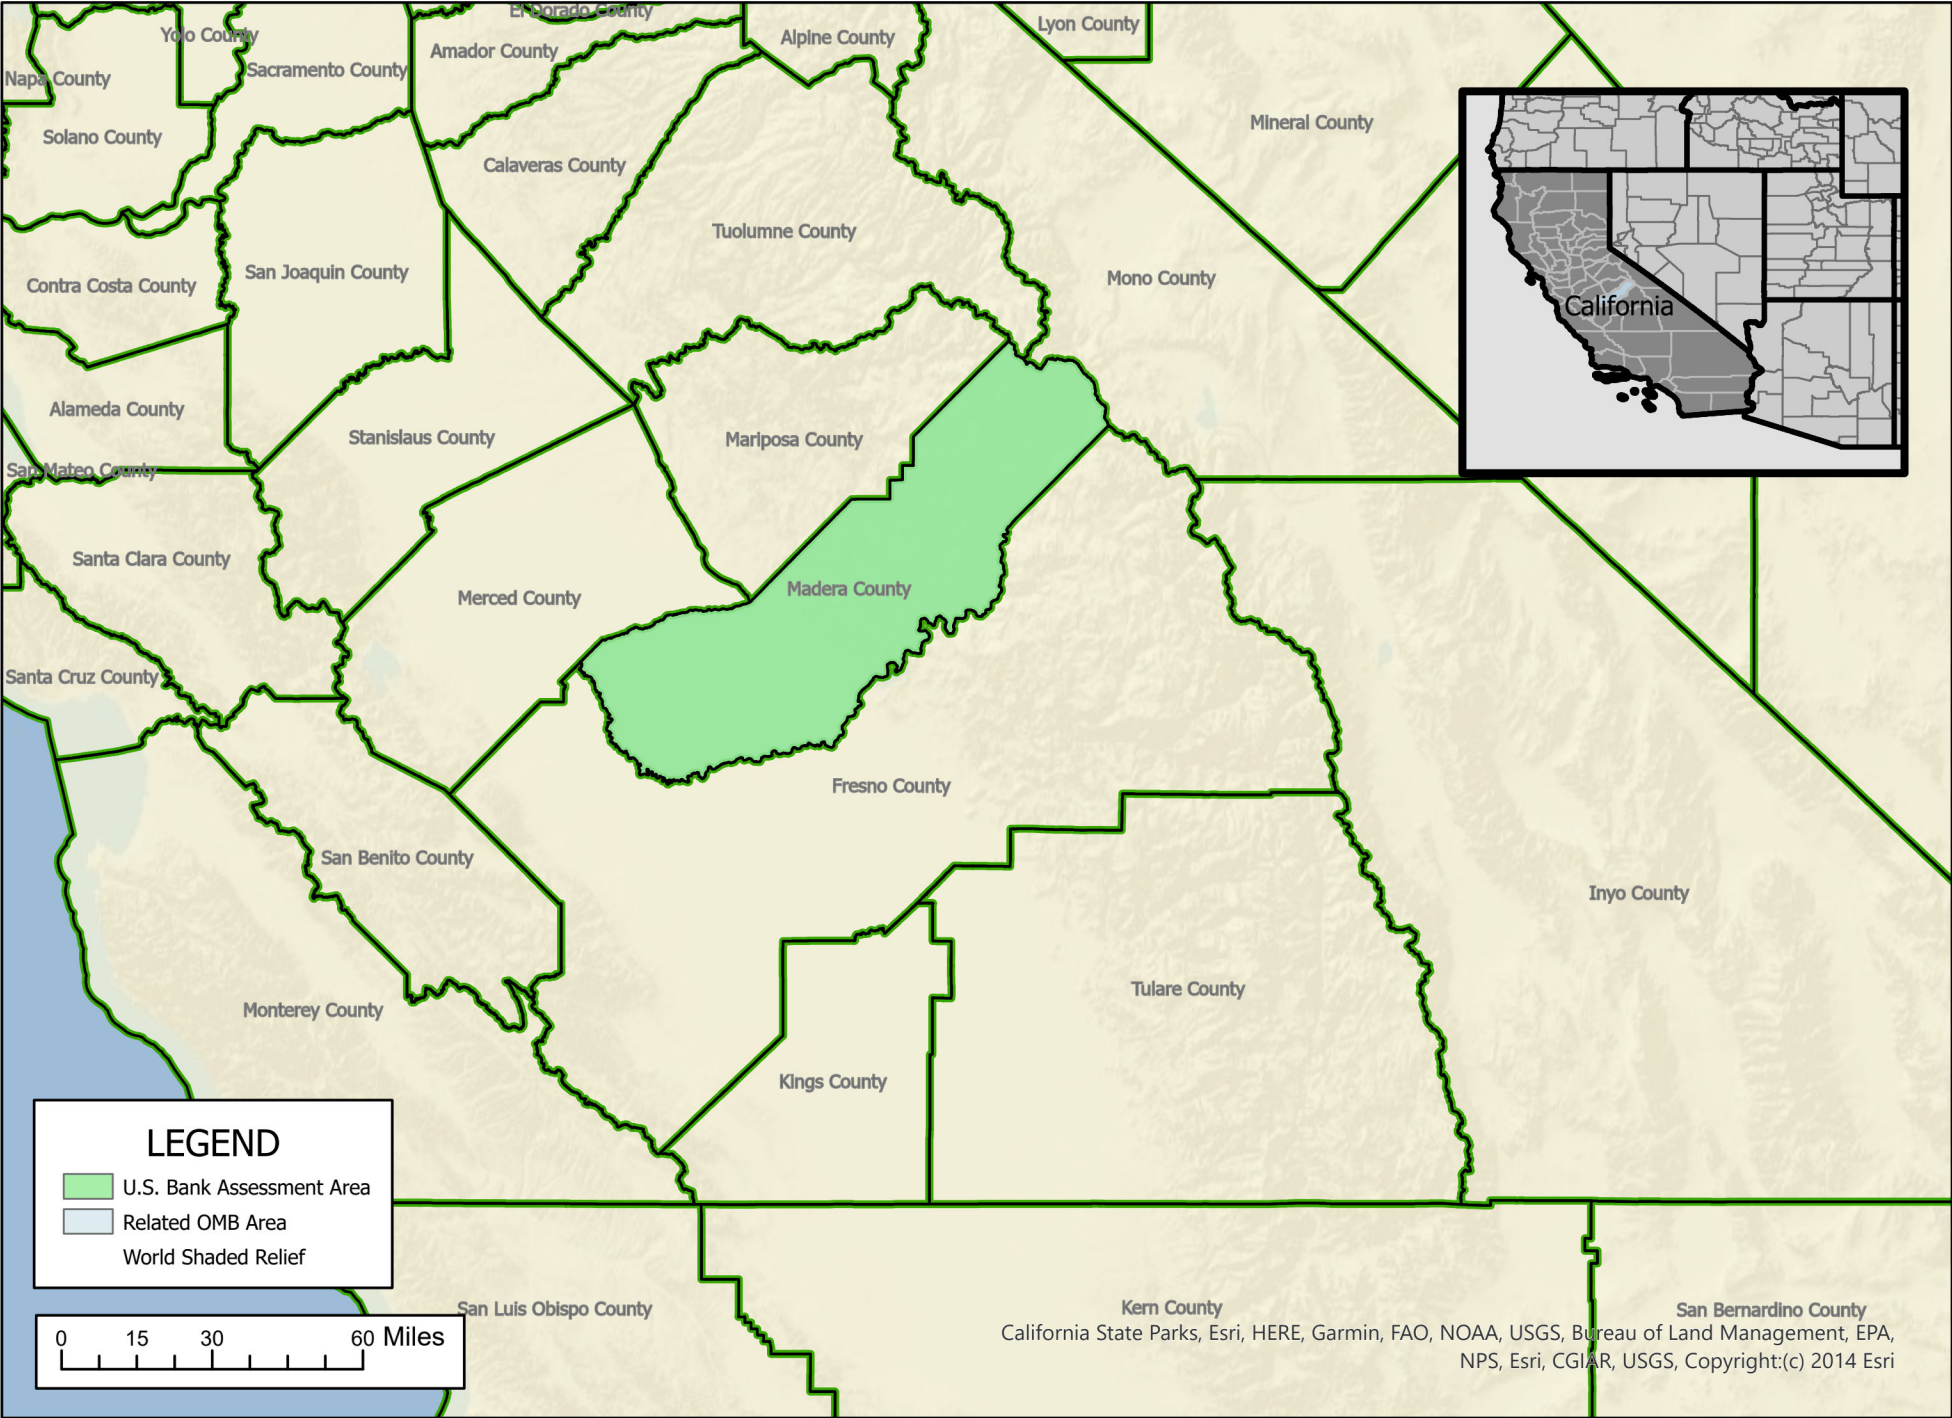 El Dorado County
Yolo County
Amador County
Alpine County
Lyon County
Napa County
Sacramento County
Solano County
Mineral County
Calaveras County
Tuolumne County
Contra Costa County
San Joaquin County
Mono County
California
Alameda County
Stanislaus County
Mariposa County
San Mateo County
Santa Clara County
Merced County
Madera County
Santa Cruz County
Fresno County
San Benito County
Inyo County
Monterey County
Tulare County
Kings County
LEGEND
U.S. Bank Assessment Area
Related OMB Area
World Shaded Relief
San Luis Obispo County
Kern County
San Bernardino County
0 15 30 60 Miles
California State Parks, Esri, HERE, Garmin, FAO, NOAA, USGS, Bureau of Land Management, EPA,
NPS, Esri, CGIAR, USGS, Copyright:(c) 2014 Esri